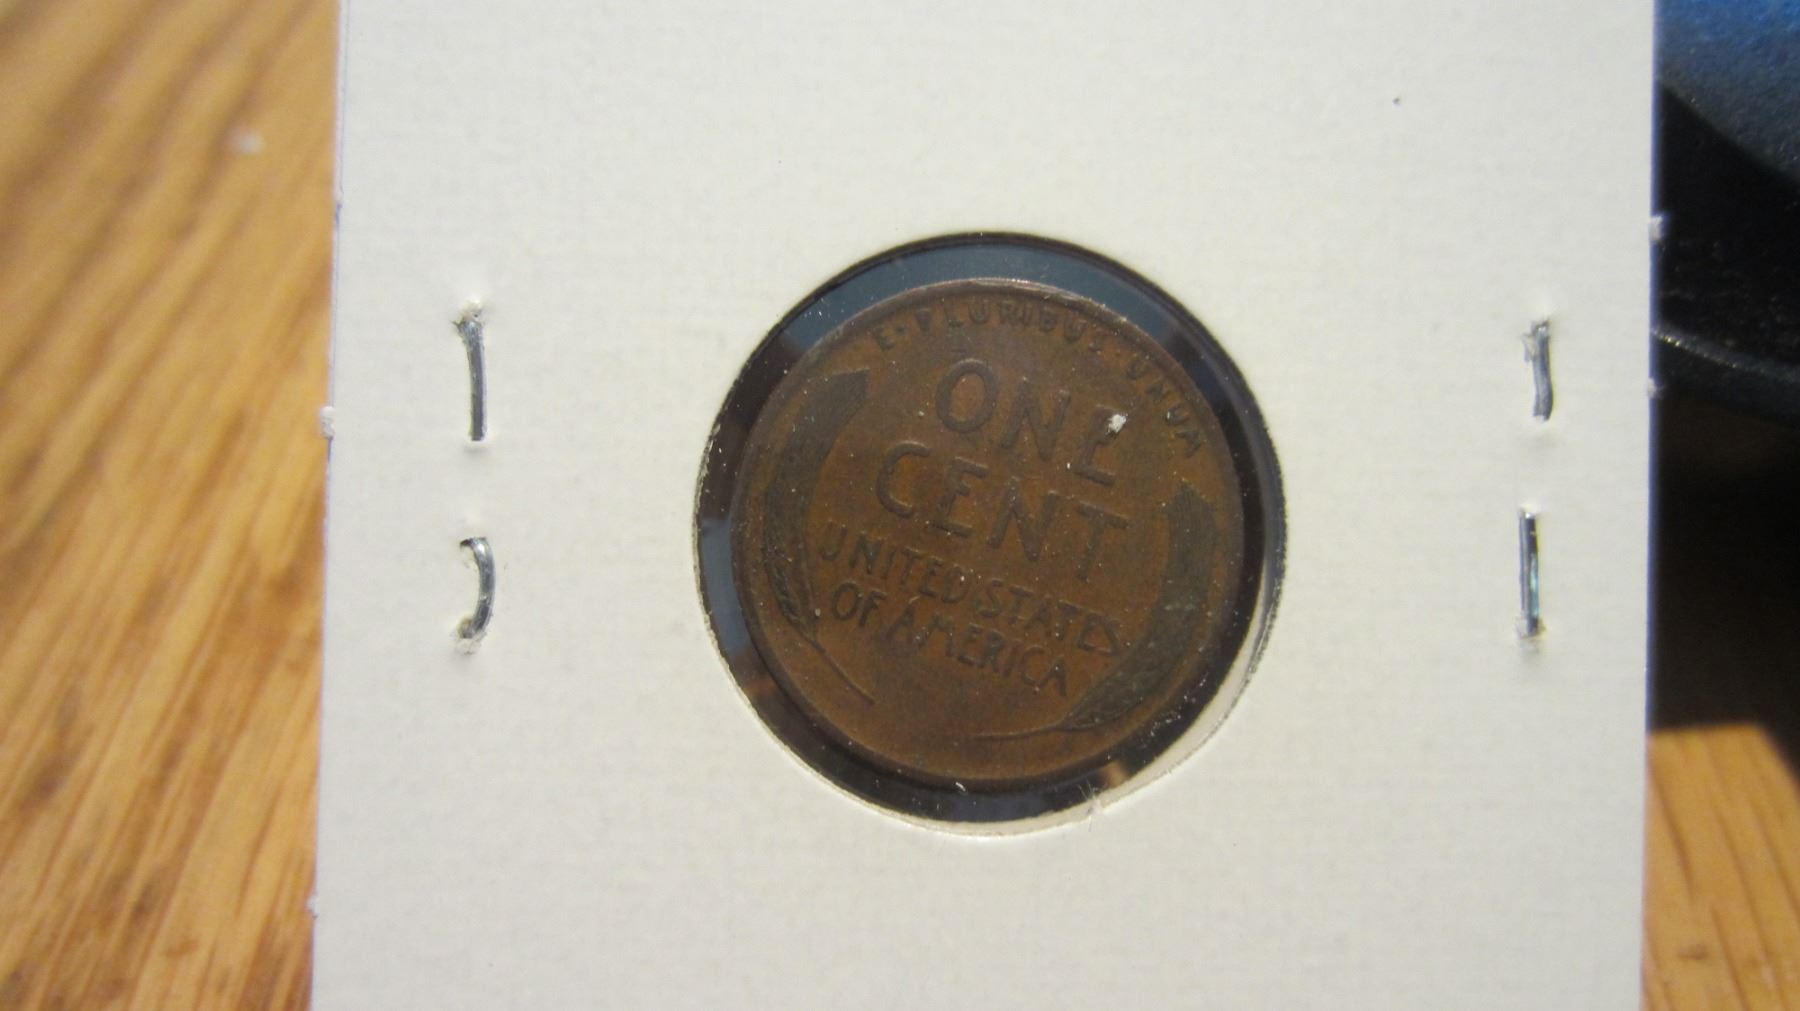 E·PLURIBUS·UNUM
ONE
CENT
UNITED STATES
OF AMERICA